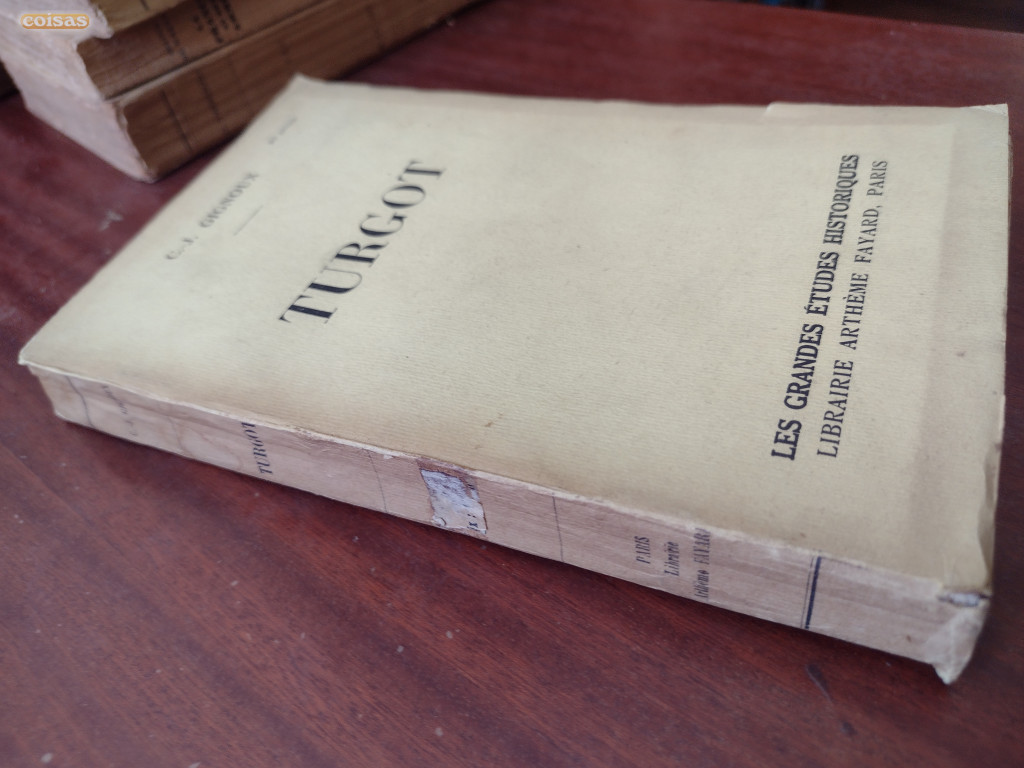 coisas
C.-J. GIGNOUX
TURGOT
LES GRANDES ÉTUDES HISTORIQUES
LIBRAIRIE ARTHÈME FAYARD, PARIS
TURGOT
PARIS
Librairie
Arthème FAYARD